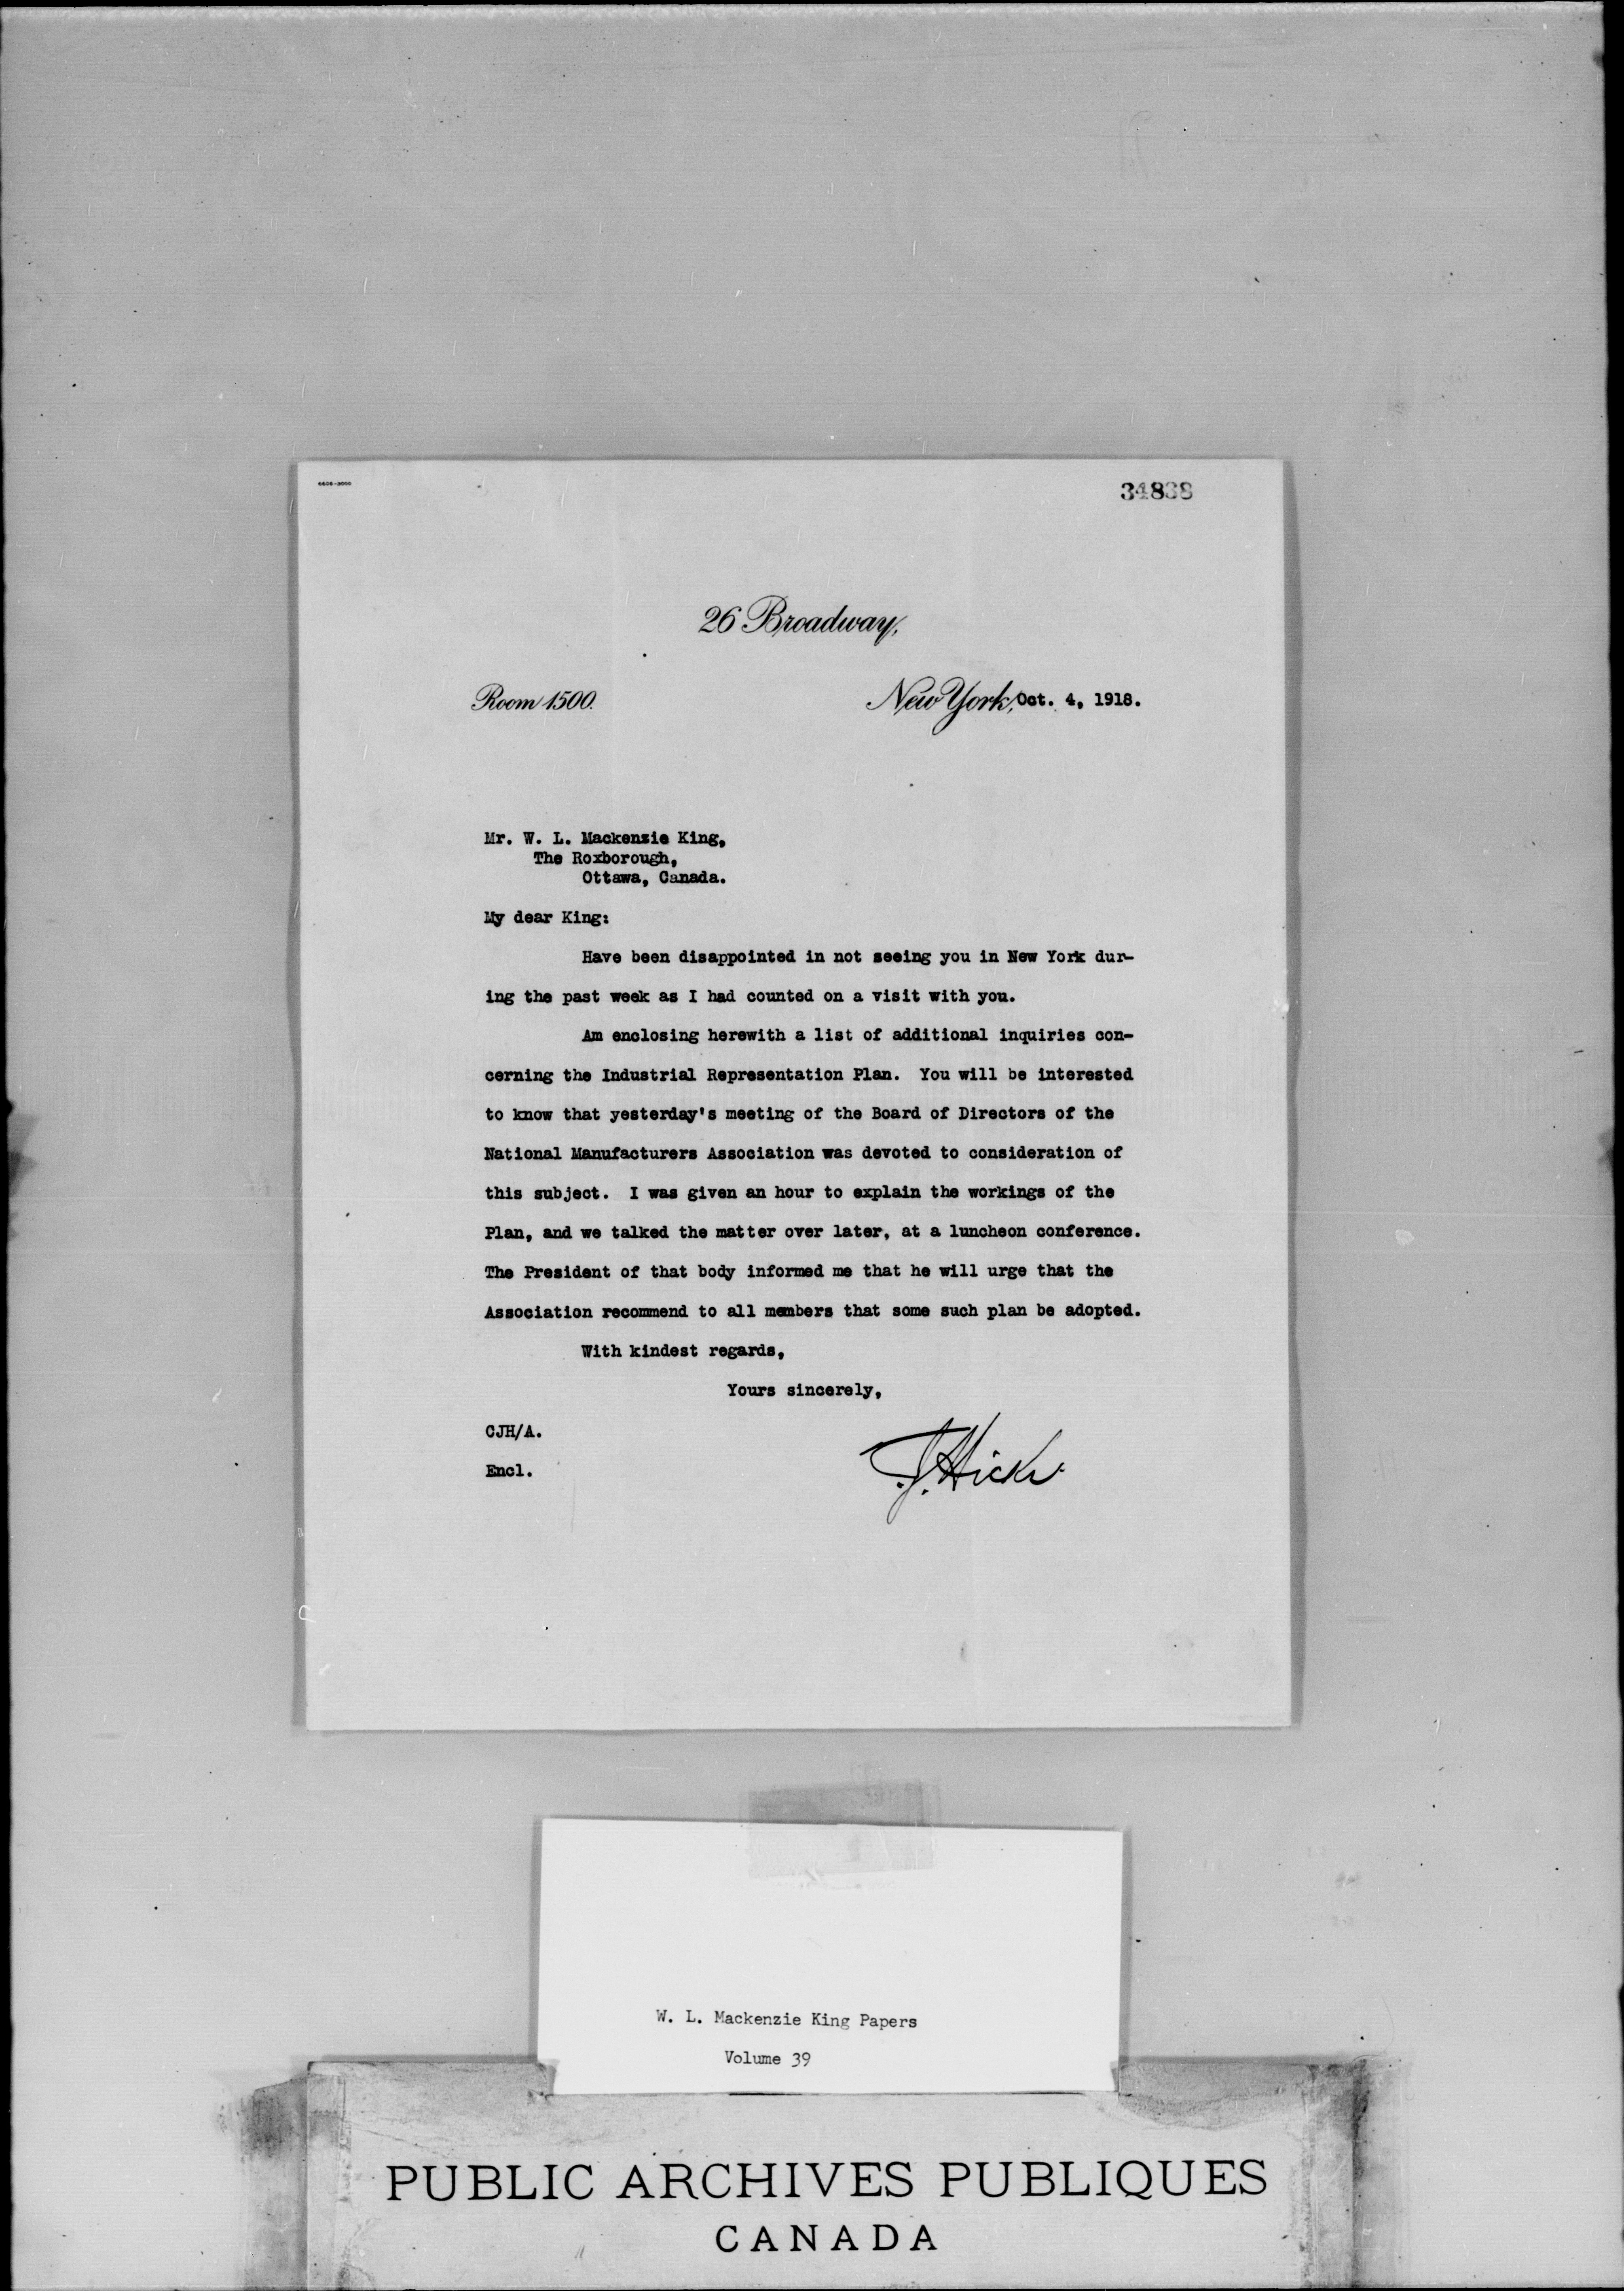 6606-3000
34838
26 Broadway,
Room 1500.
New York, Oct. 4, 1918.
Mr. W. L. Mackenzie King,
The Roxborough,
Ottawa, Canada.
My dear King:
Have been disappointed in not seeing you in New York dur-
ing the past week as I had counted on a visit with you.
Am enclosing herewith a list of additional inquiries con-
cerning the Industrial Representation Plan. You will be interested
to know that yesterday's meeting of the Board of Directors of the
National Manufacturers Association was devoted to consideration of
this subject. I was given an hour to explain the workings of the
Plan, and we talked the matter over later, at a luncheon conference.
The President of that body informed me that he will urge that the
Association recommend to all members that some such plan be adopted.
With kindest regards,
Yours sincerely,
CJH/A.
C.J. Hicks
Encl.
W. L. Mackenzie King Papers
Volume 39
PUBLIC ARCHIVES PUBLIQUES
CANADA